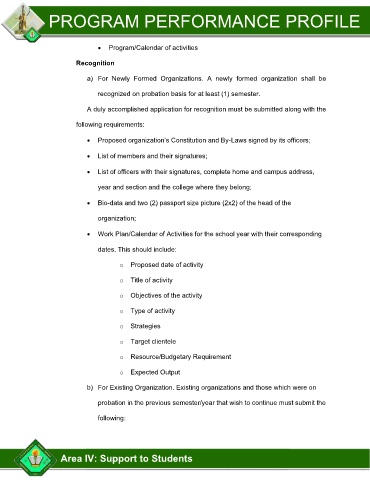 PROGRAM PERFORMANCE PROFILE
• Program/Calendar of activities
Recognition
a) For Newly Formed Organizations. A newly formed organization shall be
recognized on probation basis for at least (1) semester.
A duly accomplished application for recognition must be submitted along with the
following requirements:
• Proposed organization's Constitution and By-Laws signed by its officers;
• List of members and their signatures;
• List of officers with their signatures, complete home and campus address,
year and section and the college where they belong;
• Bio-data and two (2) passport size picture (2x2) of the head of the
organization;
• Work Plan/Calendar of Activities for the school year with their corresponding
dates. This should include:
o Proposed date of activity
o Title of activity
o Objectives of the activity
o Type of activity
o Strategies
o Target clientele
o Resource/Budgetary Requirement
o Expected Output
b) For Existing Organization. Existing organizations and those which were on
probation in the previous semester/year that wish to continue must submit the
following:
Area IV: Support to Students